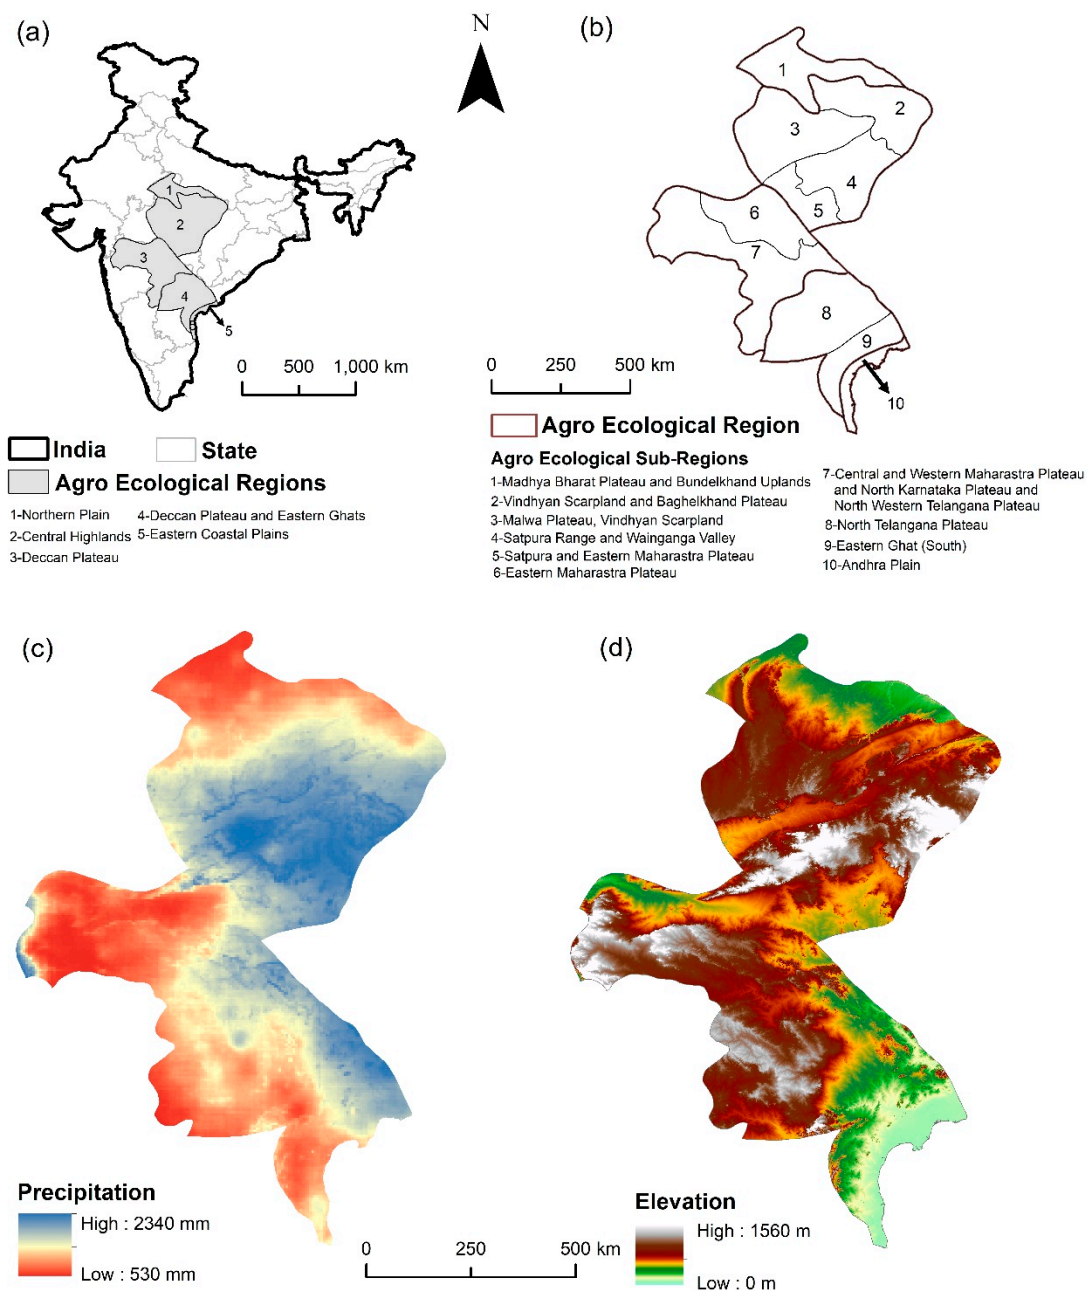 (a)
N
(b)
1
2
3
4
5
0 500 1,000 km
India
State
Agro Ecological Regions
1-Northern Plain
2-Central Highlands
3-Deccan Plateau
4-Deccan Plateau and Eastern Ghats
5-Eastern Coastal Plains
1
2
3
4
5
6
7
8
9
10
0 250 500 km
Agro Ecological Region
Agro Ecological Sub-Regions
1-Madhya Bharat Plateau and Bundelkhand Uplands
2-Vindhyan Scarpland and Baghelkhand Plateau
3-Malwa Plateau, Vindhyan Scarpland
4-Satpura Range and Wainganga Valley
5-Satpura and Eastern Maharastra Plateau
6-Eastern Maharastra Plateau
7-Central and Western Maharastra Plateau
and North Karnataka Plateau and
North Western Telangana Plateau
8-North Telangana Plateau
9-Eastern Ghat (South)
10-Andhra Plain
(c)
(d)
Precipitation
High : 2340 mm
Low : 530 mm
0 250 500 km
Elevation
High : 1560 m
Low : 0 m